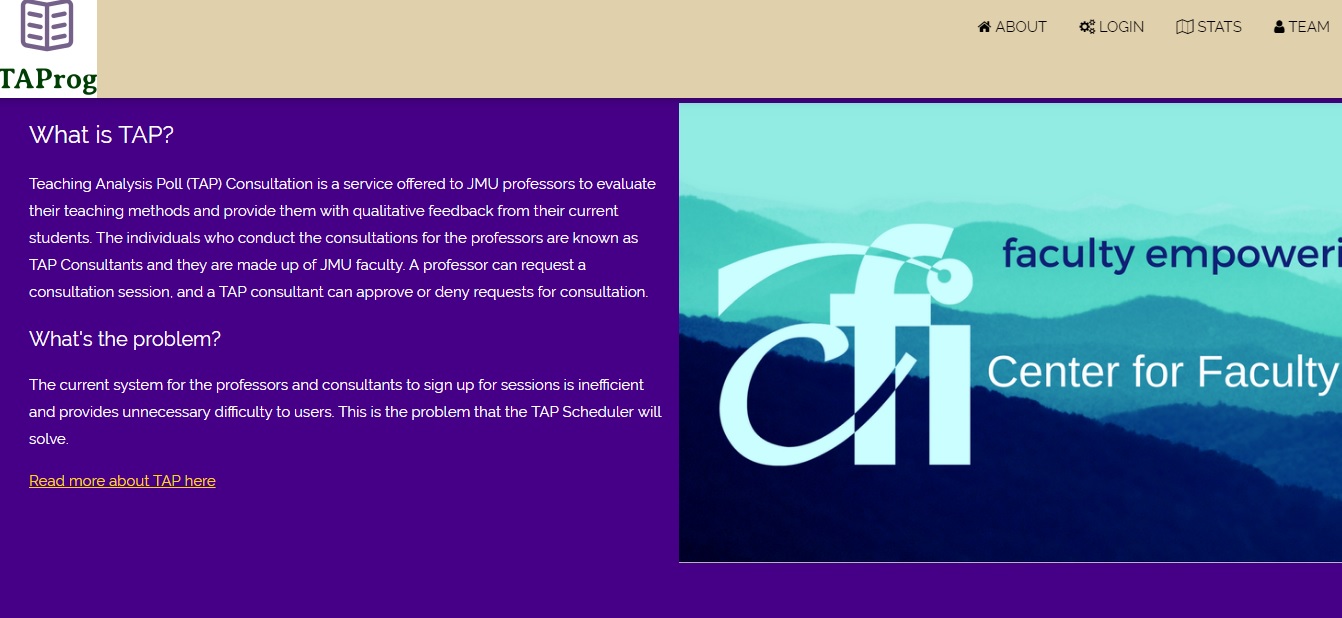 TAProg
ABOUT LOGIN STATS TEAM
What is TAP?
Teaching Analysis Poll (TAP) Consultation is a service offered to JMU professors to evaluate
their teaching methods and provide them with qualitative feedback from their current
students. The individuals who conduct the consultations for the professors are known as
TAP Consultants and they are made up of JMU faculty. A professor can request a
consultation session, and a TAP consultant can approve or deny requests for consultation.
What's the problem?
The current system for the professors and consultants to sign up for sessions is inefficient
and provides unnecessary difficulty to users. This is the problem that the TAP Scheduler will
solve.
Read more about TAP here
cfi
faculty empoweri
Center for Faculty